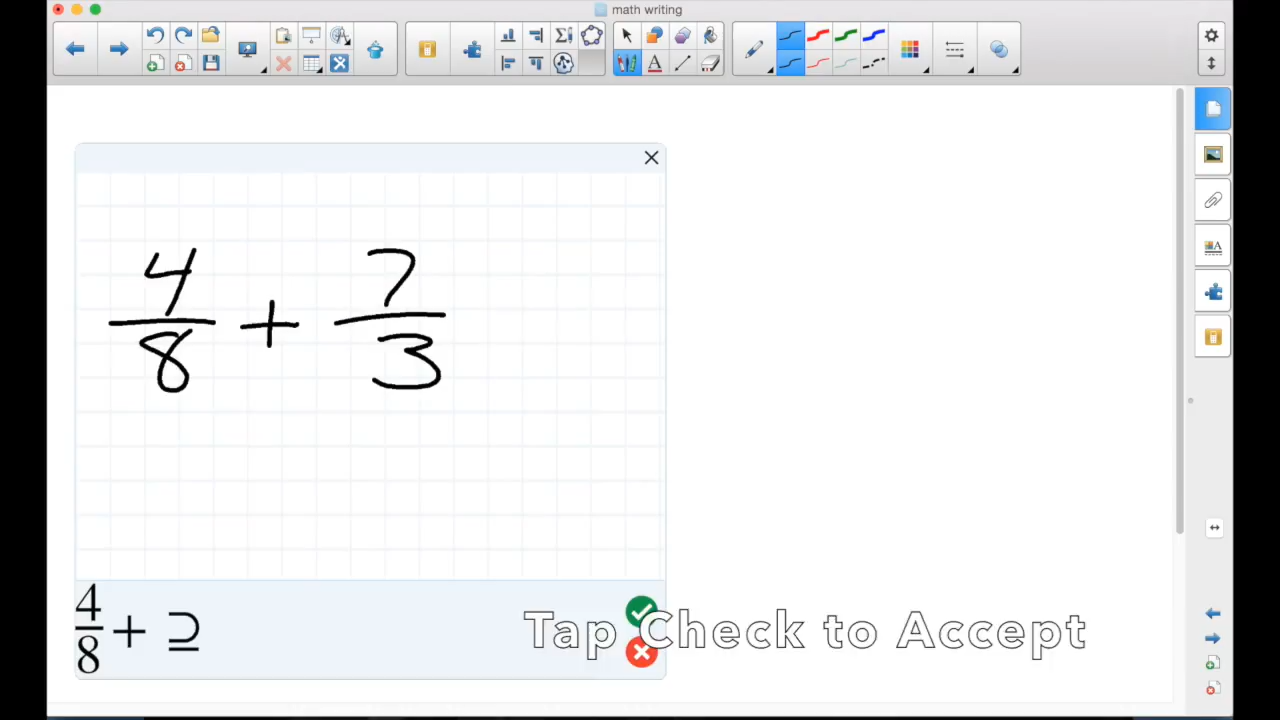 math writing
4/8 + 7/3
4/8 + ⊇
Tap Check to Accept